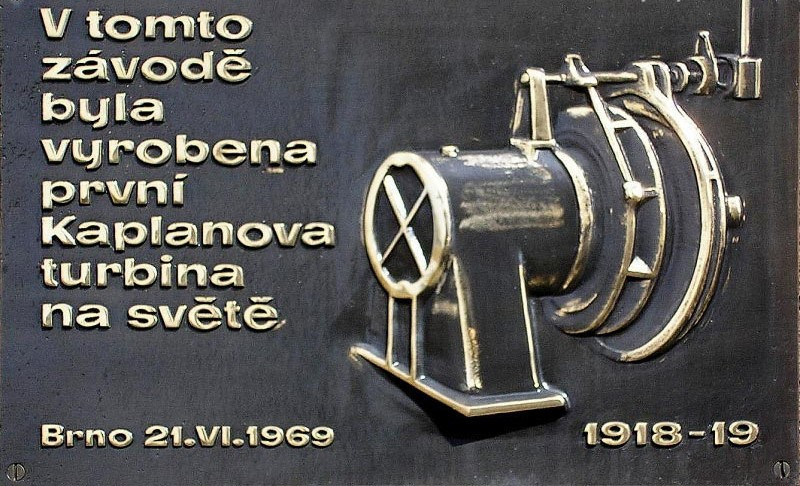 V tomto
závodě
byla
vyrobena
první
Kaplanova
turbina
na světě
Brno 21.VI.1969
1918-19